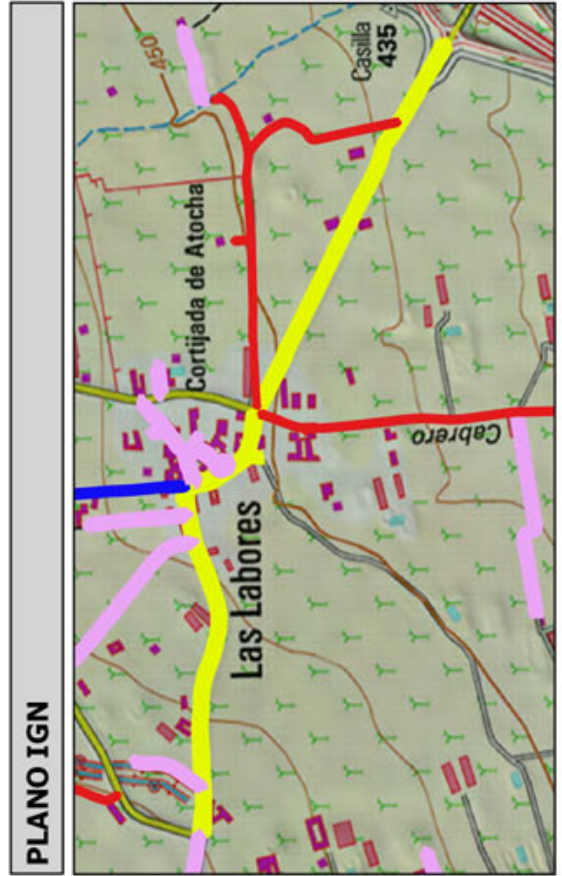 PLANO IGN
450
Casilla
435
Cortijada de Atocha
Cabrero
Las Labores